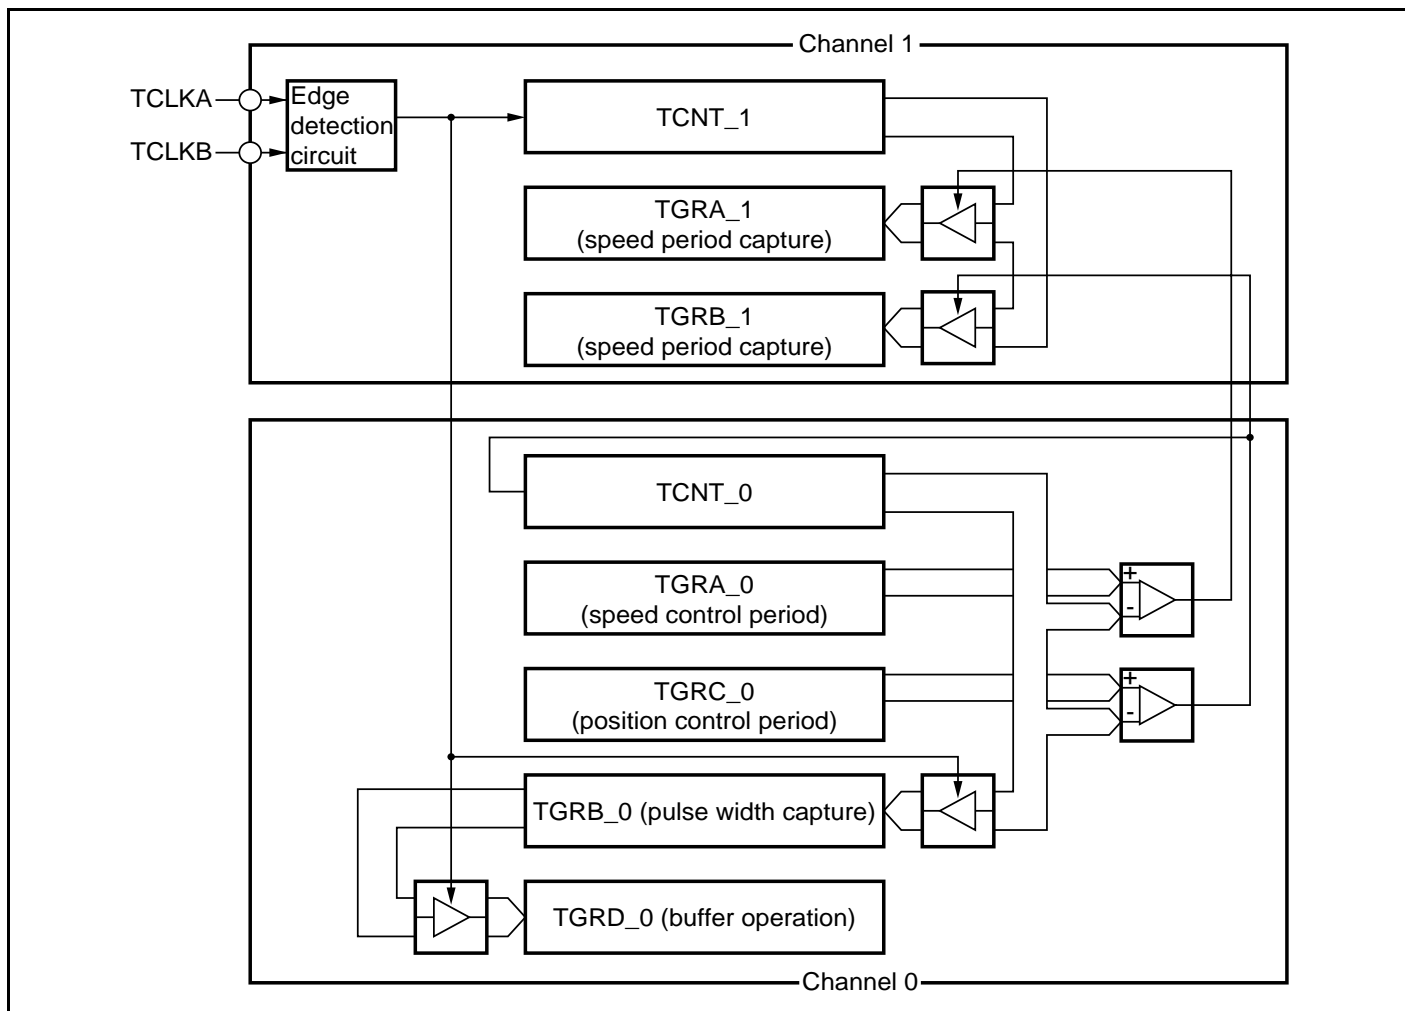 Channel 1
TCLKA
TCLKB
Edge
detection
circuit
TCNT_1
TGRA_1
(speed period capture)
TGRB_1
(speed period capture)
TCNT_0
TGRA_0
(speed control period)
+
-
TGRC_0
(position control period)
+
-
TGRB_0 (pulse width capture)
TGRD_0 (buffer operation)
Channel 0